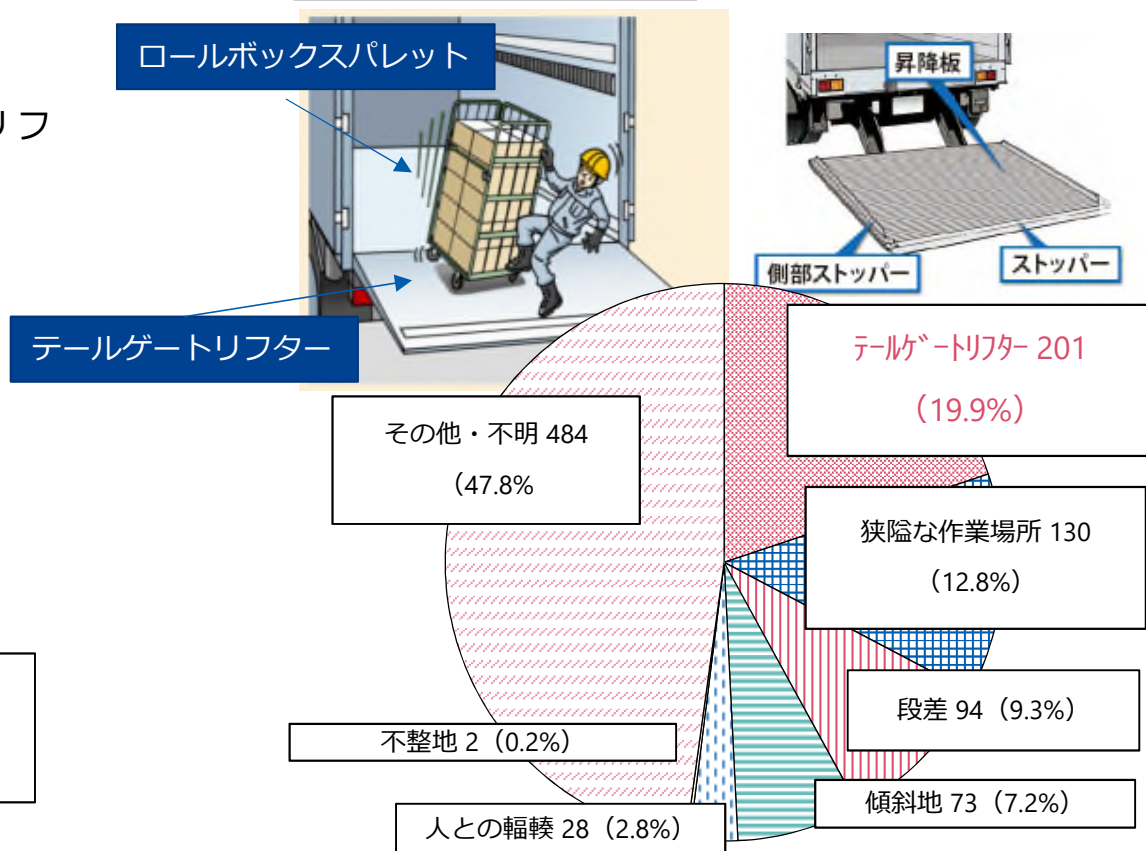 ロールボックスパレット
リフ
昇降板
側部ストッパー
ストッパー
テールゲートリフター
ﾃｰﾙｹﾞｰﾄﾘﾌﾀｰ 201
（19.9%）
その他・不明 484
（47.8%
狭隘な作業場所 130
（12.8%）
段差 94（9.3%）
不整地 2（0.2%）
傾斜地 73（7.2%）
人との輻輳 28（2.8%）